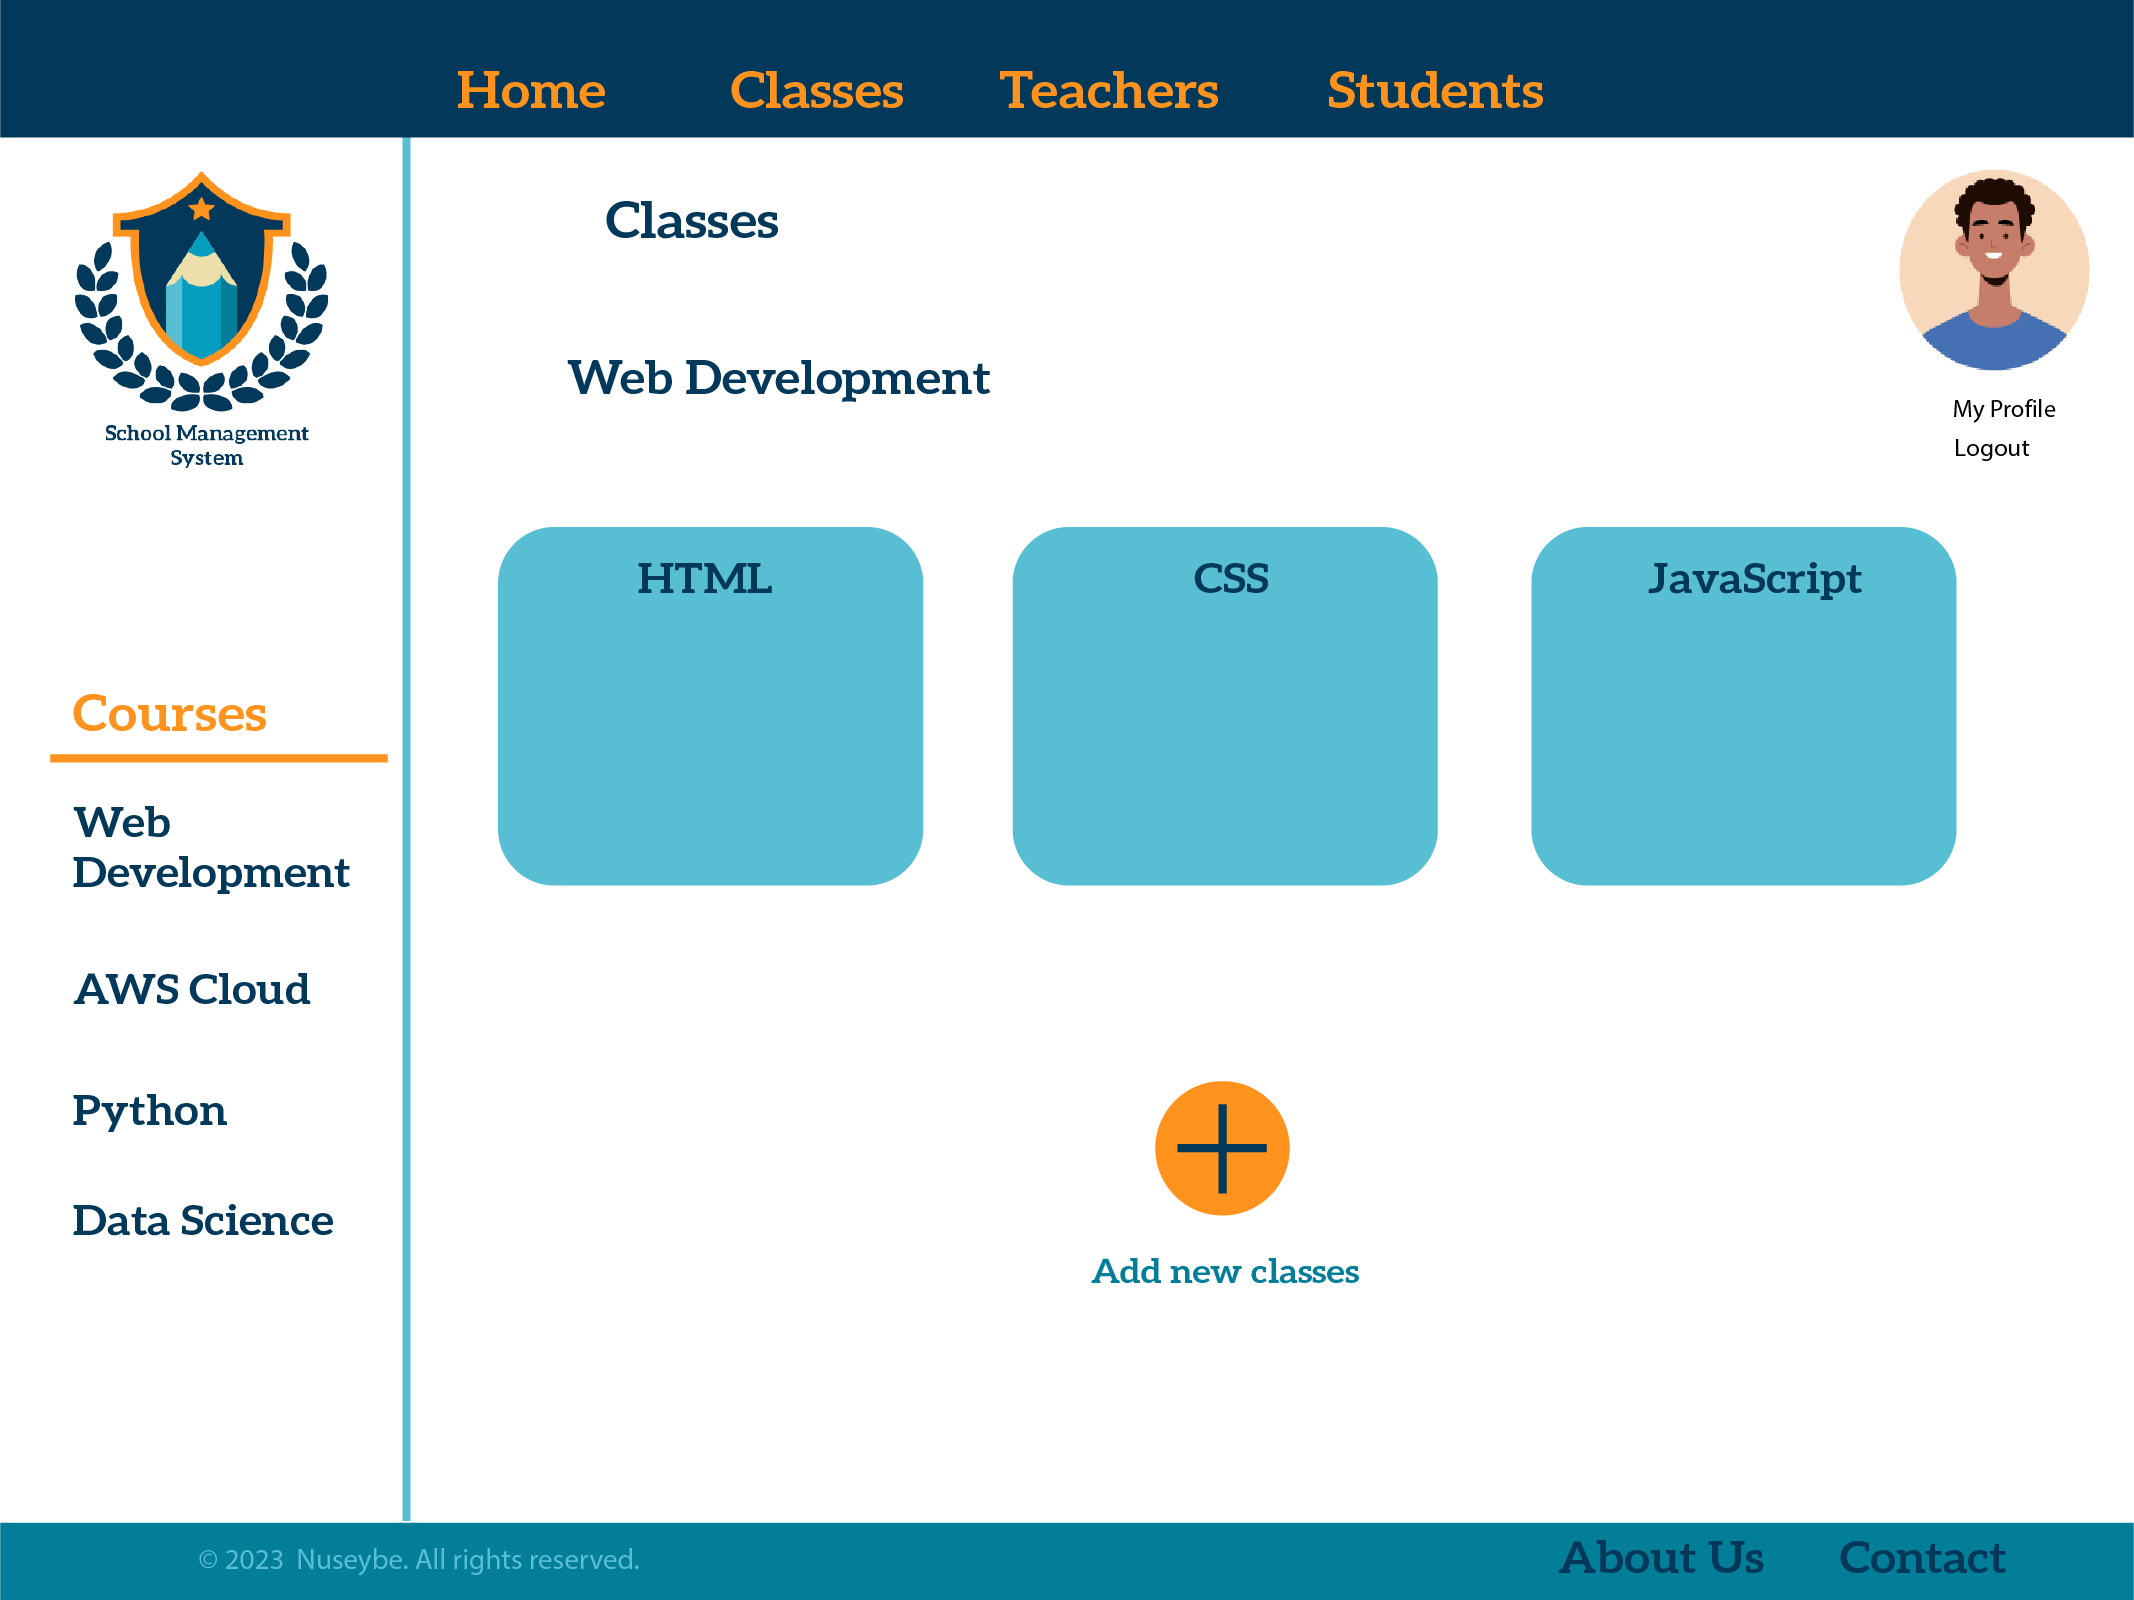 Home Classes Teachers Students
School Management
System
Classes
Web Development
My Profile
Logout
HTML CSS JavaScript
Courses
Web
Development
AWS Cloud
Python
Data Science
Add new classes
© 2023 Nuseybe. All rights reserved. About Us Contact